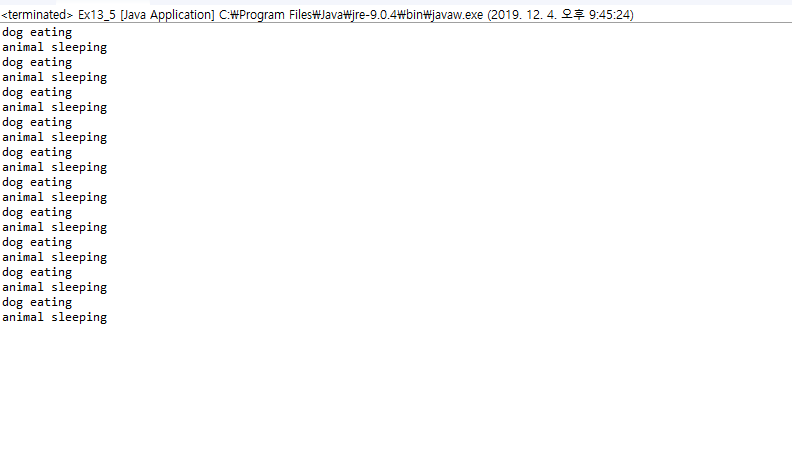 <terminated> Ex13_5 [Java Application] C:₩Program Files₩Java₩jre-9.0.4₩bin₩javaw.exe (2019. 12. 4. 오후 9:45:24)
dog eating
animal sleeping
dog eating
animal sleeping
dog eating
animal sleeping
dog eating
animal sleeping
dog eating
animal sleeping
dog eating
animal sleeping
dog eating
animal sleeping
dog eating
animal sleeping
dog eating
animal sleeping
dog eating
animal sleeping